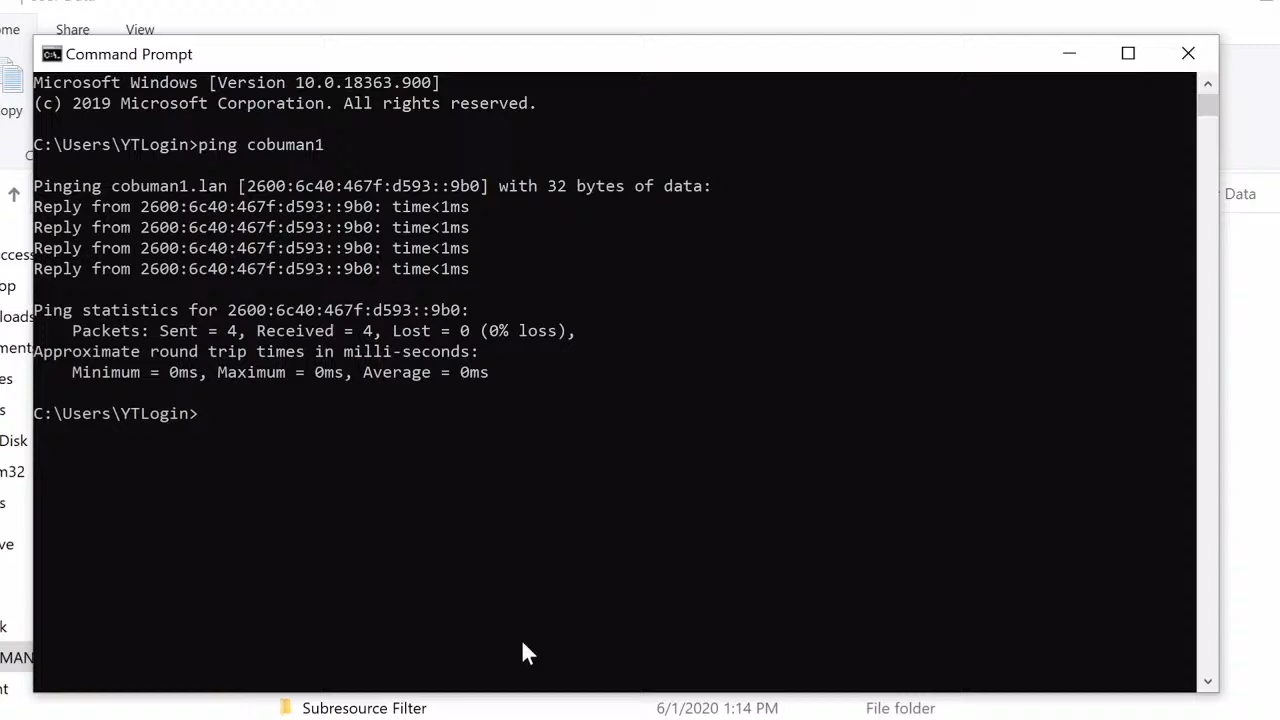 ome Share View
Command Prompt
opy
Microsoft Windows [Version 10.0.18363.900]
(c) 2019 Microsoft Corporation. All rights reserved.
C:\Users\YTLogin>ping cobuman1
Pinging cobuman1.lan [2600:6c40:467f:d593::9b0] with 32 bytes of data:
Reply from 2600:6c40:467f:d593::9b0: time<1ms
Reply from 2600:6c40:467f:d593::9b0: time<1ms
Reply from 2600:6c40:467f:d593::9b0: time<1ms
Reply from 2600:6c40:467f:d593::9b0: time<1ms
Ping statistics for 2600:6c40:467f:d593::9b0:
Packets: Sent = 4, Received = 4, Lost = 0 (0% loss),
Approximate round trip times in milli-seconds:
Minimum = 0ms, Maximum = 0ms, Average = 0ms
C:\Users\YTLogin>
Data
ccess
op
loads
ment
es
s
Disk
m32
s
ve
k
MAN
nt
Subresource Filter 6/1/2020 1:14 PM File folder